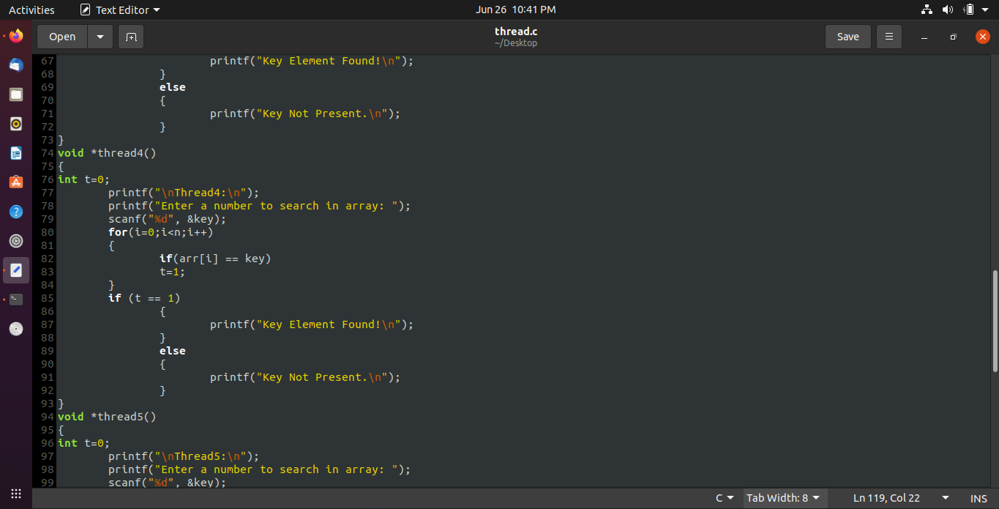 Activities Text Editor Jun 26 10:41 PM
Open thread.c Save
~/Desktop
67 printf("Key Element Found!\n");
68 }
69 else
70 {
71 printf("Key Not Present.\n");
72 }
73 }
74 void *thread4()
75 {
76 int t=0;
77 printf("\nThread4:\n");
78 printf("Enter a number to search in array: ");
79 scanf("%d", &key);
80 for(i=0;i<n;i++)
81 {
82 if(arr[i] == key)
83 t=1;
84 }
85 if (t == 1)
86 {
87 printf("Key Element Found!\n");
88 }
89 else
90 {
91 printf("Key Not Present.\n");
92 }
93 }
94 void *thread5()
95 {
96 int t=0;
97 printf("\nThread5:\n");
98 printf("Enter a number to search in array: ");
99 scanf("%d", &key);
C Tab Width: 8 Ln 119, Col 22 INS